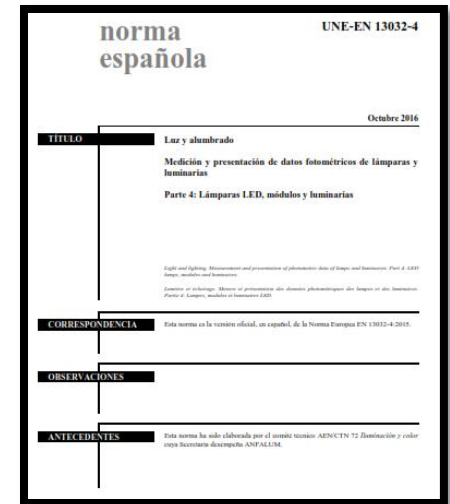 norma
española
UNE-EN 13032-4
Octubre 2016
TÍTULO
Luz y alumbrado
Medición y presentación de datos fotométricos de lámparas y
luminarias
Parte 4: Lámparas LED, módulos y luminarias
Light and lighting. Measurement and presentation of photometric data of lamps and luminaires. Part 4: LED
lamps, modules and luminaires.
Lumière et éclairage. Mesure et présentation des données photométriques des lampes et des luminaires.
Partie 4: Lampes, modules et luminaires LED.
CORRESPONDENCIA
Esta norma es la versión oficial, en español, de la Norma Europea EN 13032-4:2015.
OBSERVACIONES
ANTECEDENTES
Esta norma ha sido elaborada por el comité técnico AEN/CTN 72 Iluminación y color
cuya Secretaría desempeña ANFALUM.